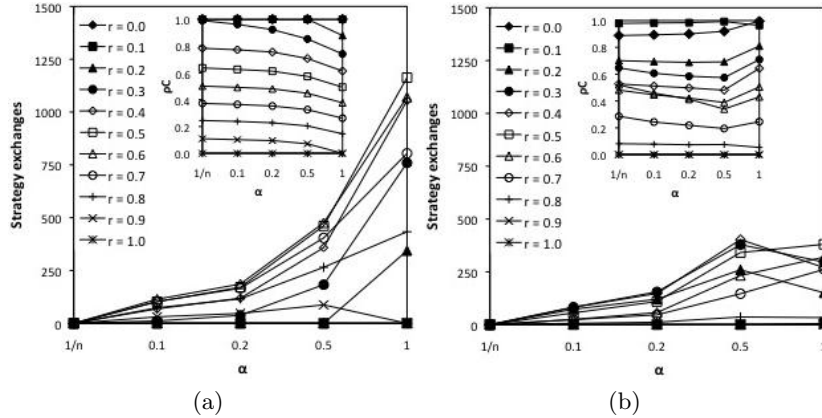 1500
1250
1000
750
500
250
0
Strategy exchanges
1/n
0.1
0.2
0.5
1
α
r = 0.0
r = 0.1
r = 0.2
r = 0.3
r = 0.4
r = 0.5
r = 0.6
r = 0.7
r = 0.8
r = 0.9
r = 1.0
1.0
0.8
0.6
0.4
0.2
0.0
ρC
1/n
0.1
0.2
0.5
1
α
(a)
1500
1250
1000
750
500
250
0
Strategy exchanges
1/n
0.1
0.2
0.5
1
α
r = 0.0
r = 0.1
r = 0.2
r = 0.3
r = 0.4
r = 0.5
r = 0.6
r = 0.7
r = 0.8
r = 0.9
r = 1.0
1.0
0.8
0.6
0.4
0.2
0.0
ρC
1/n
0.1
0.2
0.5
1
α
(b)